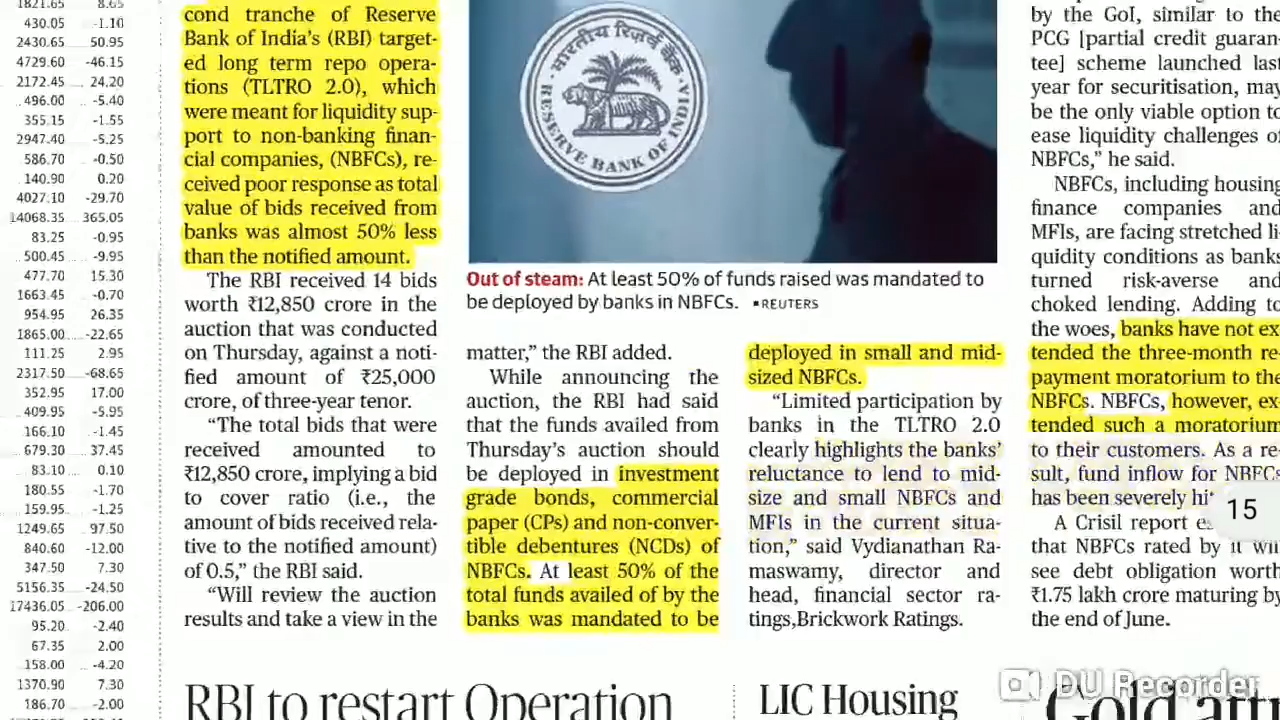 1821.65 8.65
430.05 -1.10
2430.65 50.95
4729.60 -46.15
2172.45 24.20
496.00 -5.40
355.15 -1.55
2947.40 -5.25
586.70 -0.50
140.90 0.20
4027.10 -29.70
14068.35 365.05
83.25 -0.95
500.45 -9.95
477.70 15.30
1663.45 -0.70
954.95 26.35
1865.00 -22.65
111.25 2.95
2317.50 -68.65
352.95 17.00
409.95 -5.95
166.10 -1.45
679.30 37.45
83.10 0.10
180.55 -1.70
159.95 -1.25
1249.65 97.50
840.60 -12.00
347.50 7.30
5156.35 -24.50
17436.05 -206.00
95.20 -2.40
67.35 2.00
158.00 -4.20
1370.90 7.30
186.70 -2.00
cond tranche of Reserve
Bank of India's (RBI) target-
ed long term repo opera-
tions (TLTRO 2.0), which
were meant for liquidity sup-
port to non-banking finan-
cial companies, (NBFCs), re-
ceived poor response as total
value of bids received from
banks was almost 50% less
than the notified amount.
The RBI received 14 bids
worth ₹12,850 crore in the
auction that was conducted
on Thursday, against a noti-
fied amount of ₹25,000
crore, of three-year tenor.
"The total bids that were
received amounted to
₹12,850 crore, implying a bid
to cover ratio (i.e., the
amount of bids received rela-
tive to the notified amount)
of 0.5," the RBI said.
"Will review the auction
results and take a view in the
भारतीय रिज़र्व बैंक
RESERVE BANK OF INDIA
Out of steam: At least 50% of funds raised was mandated to
be deployed by banks in NBFCs. ▪REUTERS
matter," the RBI added.
While announcing the
auction, the RBI had said
that the funds availed from
Thursday's auction should
be deployed in investment
grade bonds, commercial
paper (CPs) and non-conver-
tible debentures (NCDs) of
NBFCs. At least 50% of the
total funds availed of by the
banks was mandated to be
deployed in small and mid-
sized NBFCs.
"Limited participation by
banks in the TLTRO 2.0
clearly highlights the banks'
reluctance to lend to mid-
size and small NBFCs and
MFIs in the current situa-
tion," said Vydianathan Ra-
maswamy, director and
head, financial sector ra-
tings,Brickwork Ratings.
by the GoI, similar to the
PCG [partial credit guaran-
tee] scheme launched last
year for securitisation, may
be the only viable option to
ease liquidity challenges of
NBFCs," he said.
NBFCs, including housing
finance companies and
MFIs, are facing stretched li-
quidity conditions as banks
turned risk-averse and
choked lending. Adding to
the woes, banks have not ex
tended the three-month re-
payment moratorium to the
NBFCs. NBFCs, however, ex-
tended such a moratorium
to their customers. As a re-
sult, fund inflow for NBFCs
has been severely hi
15
A Crisil report
that NBFCs rated by it will
see debt obligation worth
₹1.75 lakh crore maturing by
the end of June.
RBI to restart Operation
LIC Housing
Gold
DU Recorder